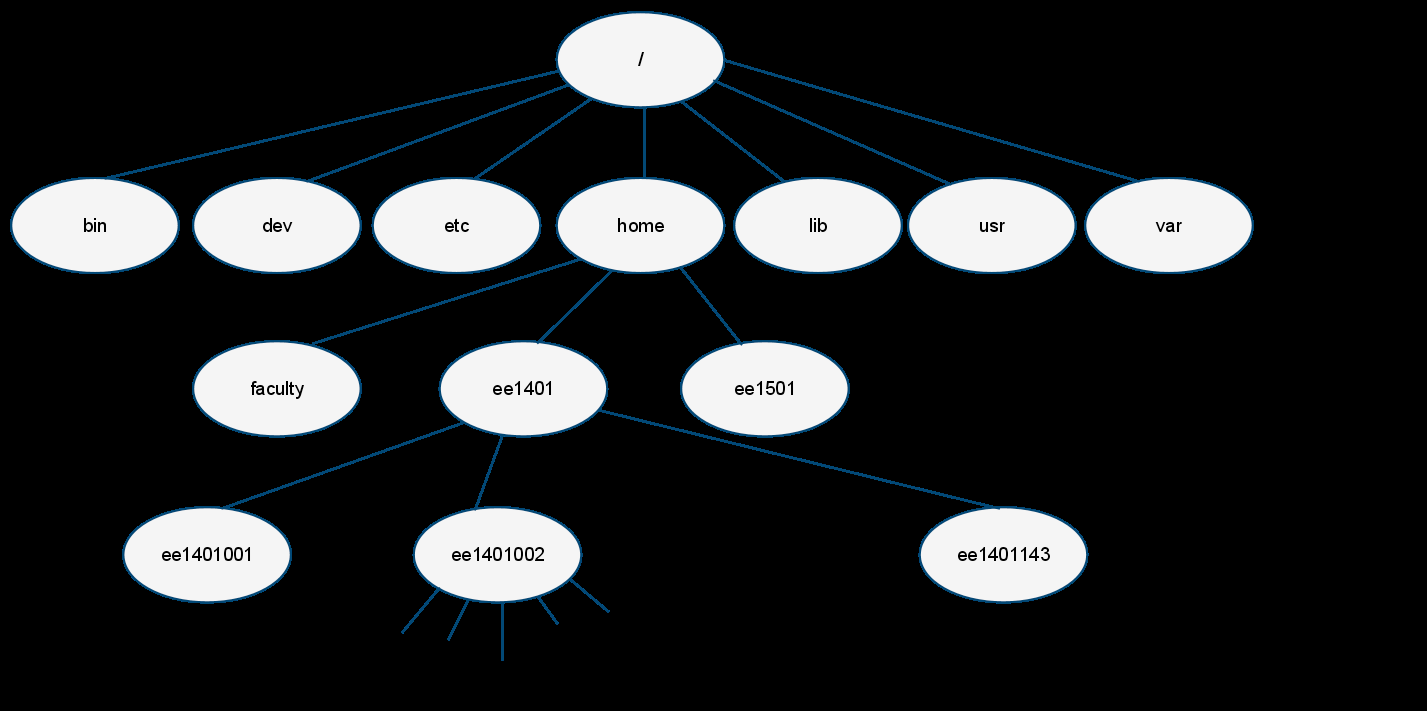 /
bin
dev
etc
home
lib
usr
var
faculty
ee1401
ee1501
ee1401001
ee1401002
ee1401143